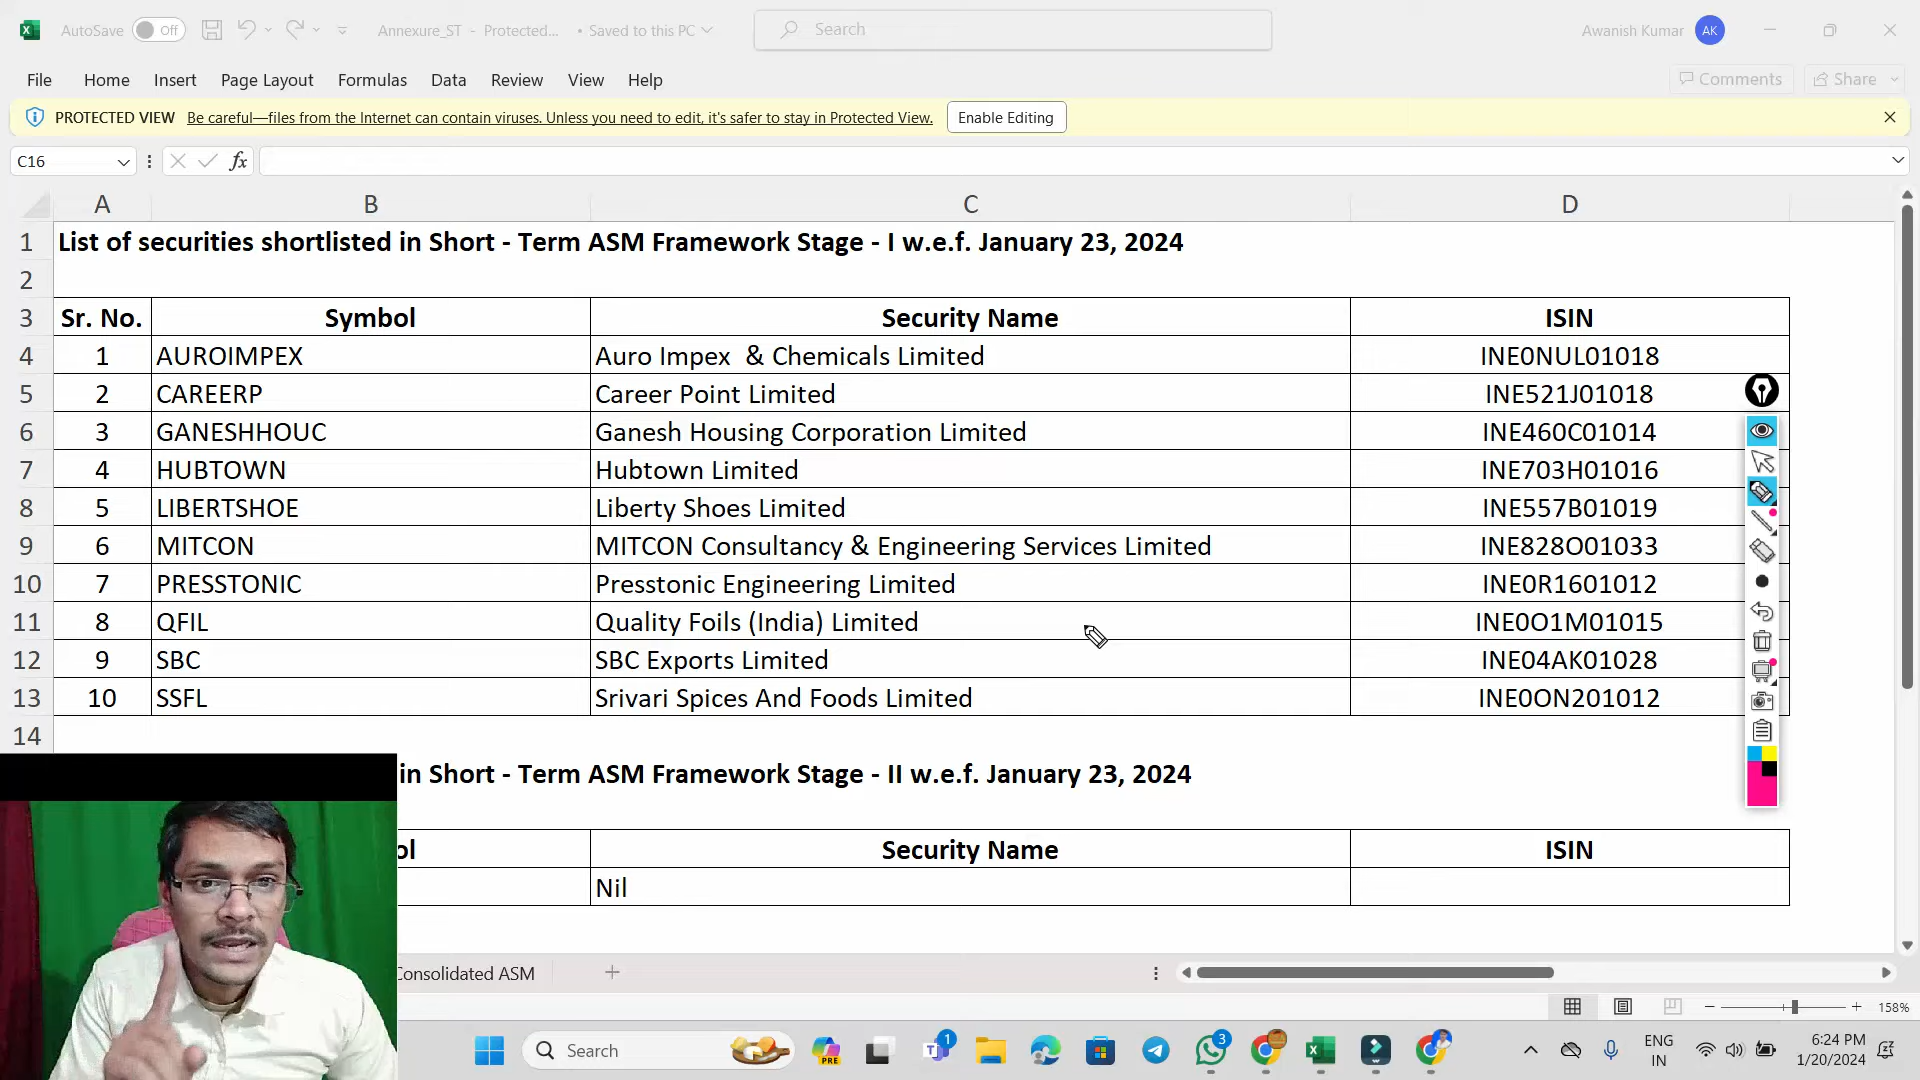 AutoSave Off Annexure_ST - Protected... • Saved to this PC Search Awanish Kumar AK
File Home Insert Page Layout Formulas Data Review View Help Comments Share
PROTECTED VIEW Be careful—files from the Internet can contain viruses. Unless you need to edit, it's safer to stay in Protected View. Enable Editing
C16 fx
A B C D
1 List of securities shortlisted in Short - Term ASM Framework Stage - I w.e.f. January 23, 2024
2
3 Sr. No. Symbol Security Name ISIN
4 1 AUROIMPEX Auro Impex & Chemicals Limited INE0NUL01018
5 2 CAREERP Career Point Limited INE521J01018
6 3 GANESHHOUC Ganesh Housing Corporation Limited INE460C01014
7 4 HUBTOWN Hubtown Limited INE703H01016
8 5 LIBERTSHOE Liberty Shoes Limited INE557B01019
9 6 MITCON MITCON Consultancy & Engineering Services Limited INE828O01033
10 7 PRESSTONIC Presstonic Engineering Limited INE0R1601012
11 8 QFIL Quality Foils (India) Limited INE0O1M01015
12 9 SBC SBC Exports Limited INE04AK01028
13 10 SSFL Srivari Spices And Foods Limited INE0ON201012
14
in Short - Term ASM Framework Stage - II w.e.f. January 23, 2024
ol Security Name ISIN
Nil
Consolidated ASM
158%
Search PRE 1 3 ENG IN 6:24 PM 1/20/2024